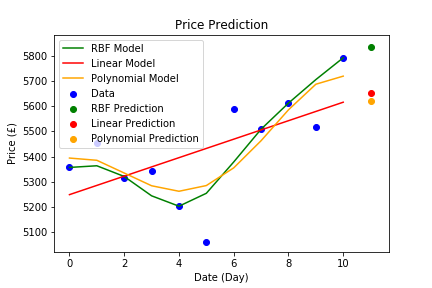 Price Prediction
RBF Model
Linear Model
Polynomial Model
Data
RBF Prediction
Linear Prediction
Polynomial Prediction
Price (£)
5800
5700
5600
5500
5400
5300
5200
5100
0 2 4 6 8 10
Date (Day)